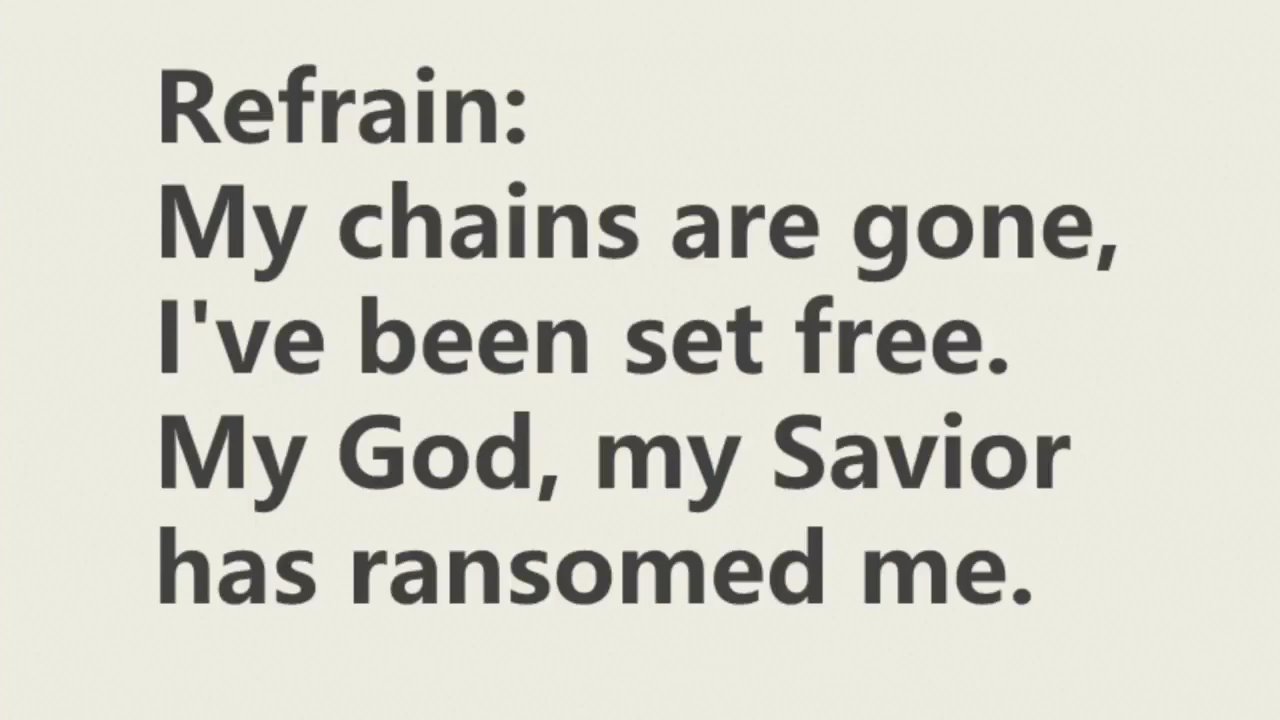 Refrain:
My chains are gone,
I've been set free.
My God, my Savior
has ransomed me.